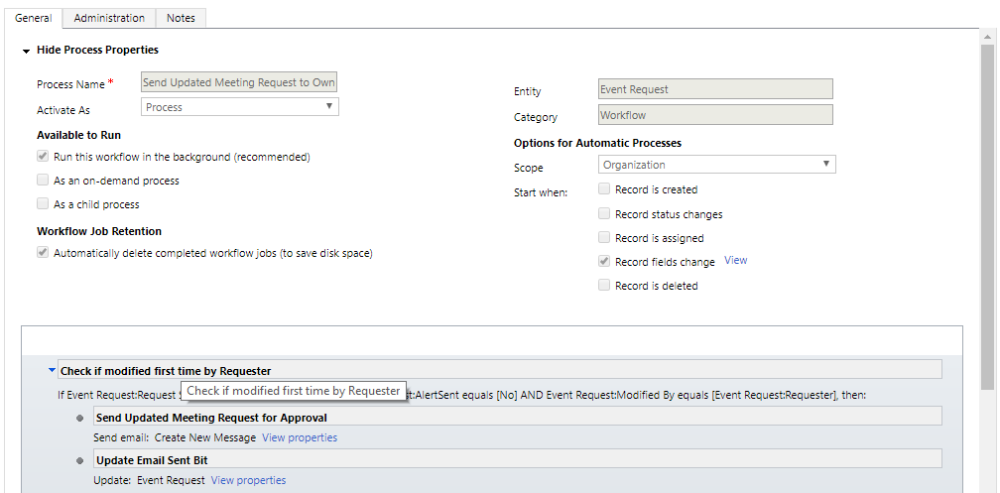 General Administration Notes
Hide Process Properties
Process Name * Send Updated Meeting Request to Own
Activate As Process
Available to Run
Run this workflow in the background (recommended)
As an on-demand process
As a child process
Workflow Job Retention
Automatically delete completed workflow jobs (to save disk space)
Entity Event Request
Category Workflow
Options for Automatic Processes
Scope Organization
Start when: Record is created
Record status changes
Record is assigned
Record fields change View
Record is deleted
Check if modified first time by Requester
Check if modified first time by Requester
If Event Request:Request :AlertSent equals [No] AND Event Request:Modified By equals [Event Request:Requester], then:
Send Updated Meeting Request for Approval
Send email: Create New Message View properties
Update Email Sent Bit
Update: Event Request View properties